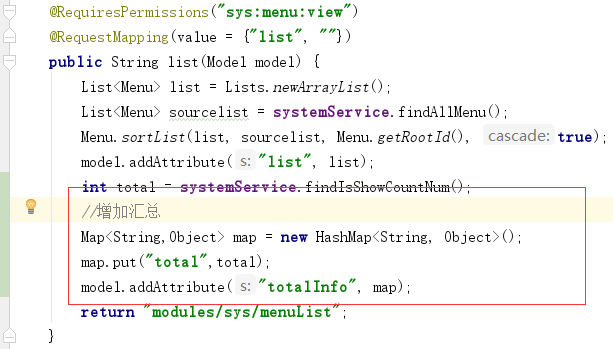 @RequiresPermissions("sys:menu:view")
@RequestMapping(value = {"list", ""})
public String list(Model model) {
List<Menu> list = Lists.newArrayList();
List<Menu> sourcelist = systemService.findAllMenu();
Menu.sortList(list, sourcelist, Menu.getRootId(), cascade: true);
model.addAttribute( s: "list", list);
int total = systemService.findIsShowCountNum();
//增加汇总
Map<String,Object> map = new HashMap<String, Object>();
map.put("total",total);
model.addAttribute( s: "totalInfo", map);
return "modules/sys/menuList";
}